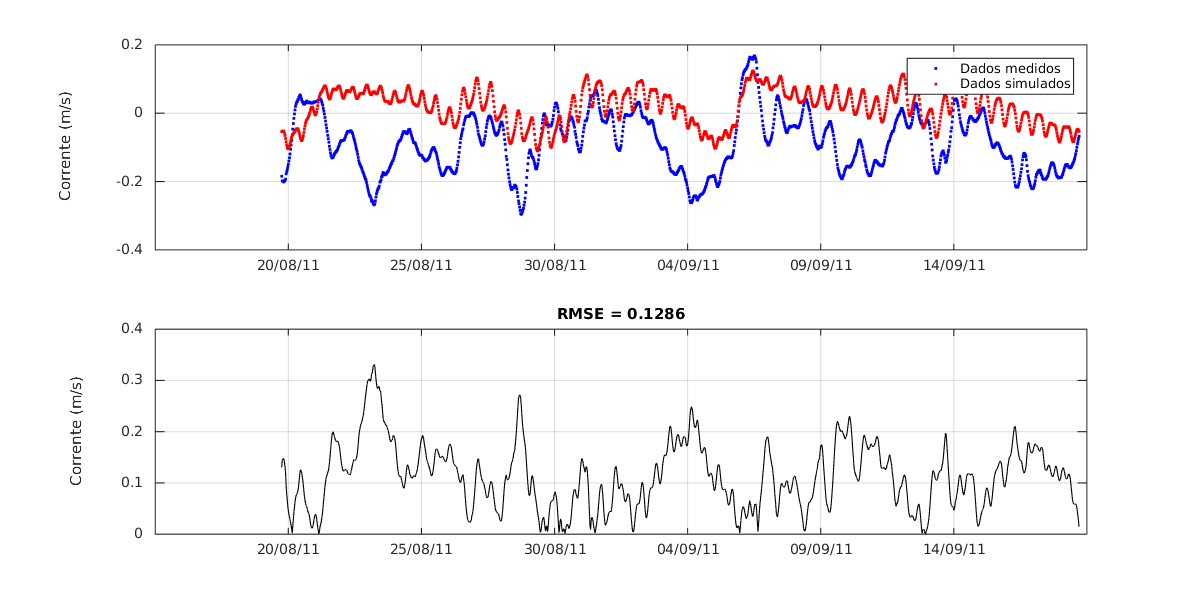 0.2
0
-0.2
-0.4
Corrente (m/s)
Dados medidos
Dados simulados
20/08/11 25/08/11 30/08/11 04/09/11 09/09/11 14/09/11
RMSE = 0.1286
0.4
0.3
0.2
0.1
0
Corrente (m/s)
20/08/11 25/08/11 30/08/11 04/09/11 09/09/11 14/09/11